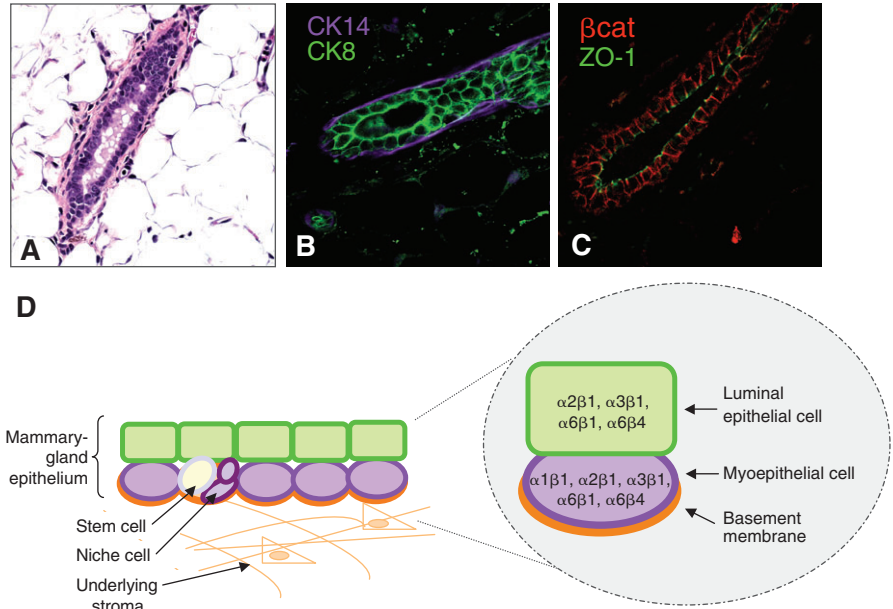 A
CK14
CK8
B
βcat
ZO-1
C
D
Mammary-
gland
epithelium
Stem cell
Niche cell
Underlying
stroma
α2β1, α3β1,
α6β1, α6β4
α1β1, α2β1, α3β1,
α6β1, α6β4
Luminal
epithelial cell
Myoepithelial cell
Basement
membrane